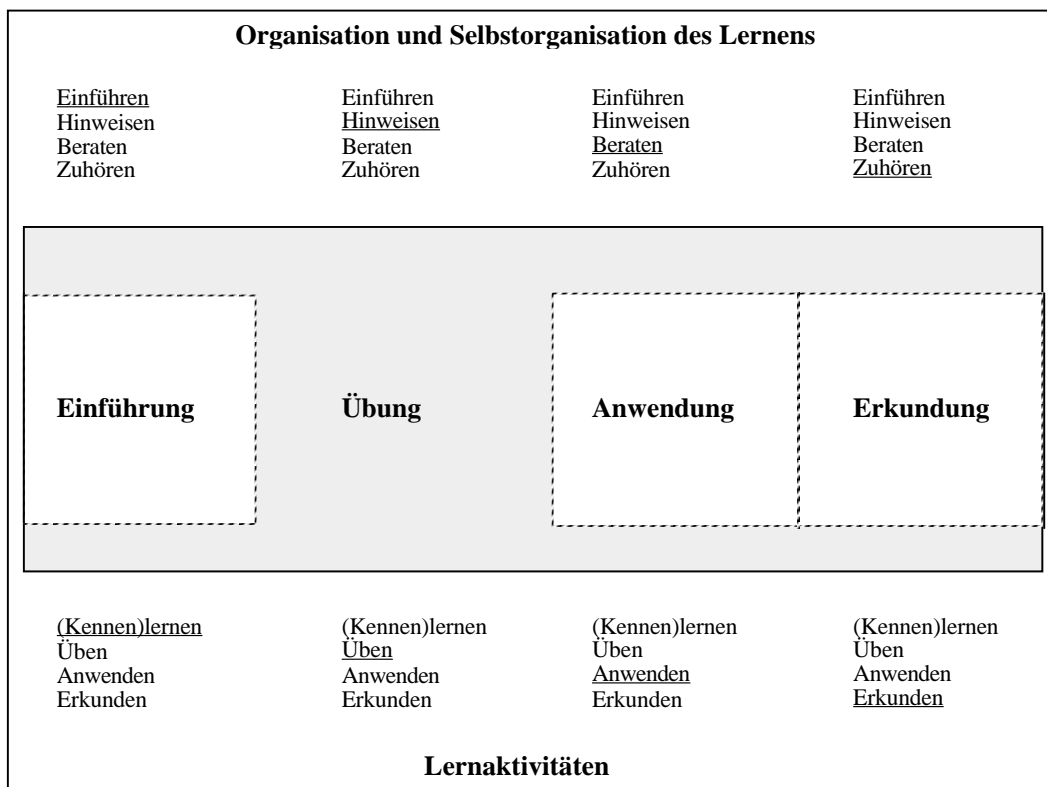 Organisation und Selbstorganisation des Lernens
Einführen Einführen Einführen Einführen
Hinweisen Hinweisen Hinweisen Hinweisen
Beraten Beraten Beraten Beraten
Zuhören Zuhören Zuhören Zuhören
Einführung Übung Anwendung Erkundung
(Kennen)lernen (Kennen)lernen (Kennen)lernen (Kennen)lernen
Üben Üben Üben Üben
Anwenden Anwenden Anwenden Anwenden
Erkunden Erkunden Erkunden Erkunden
Lernaktivitäten